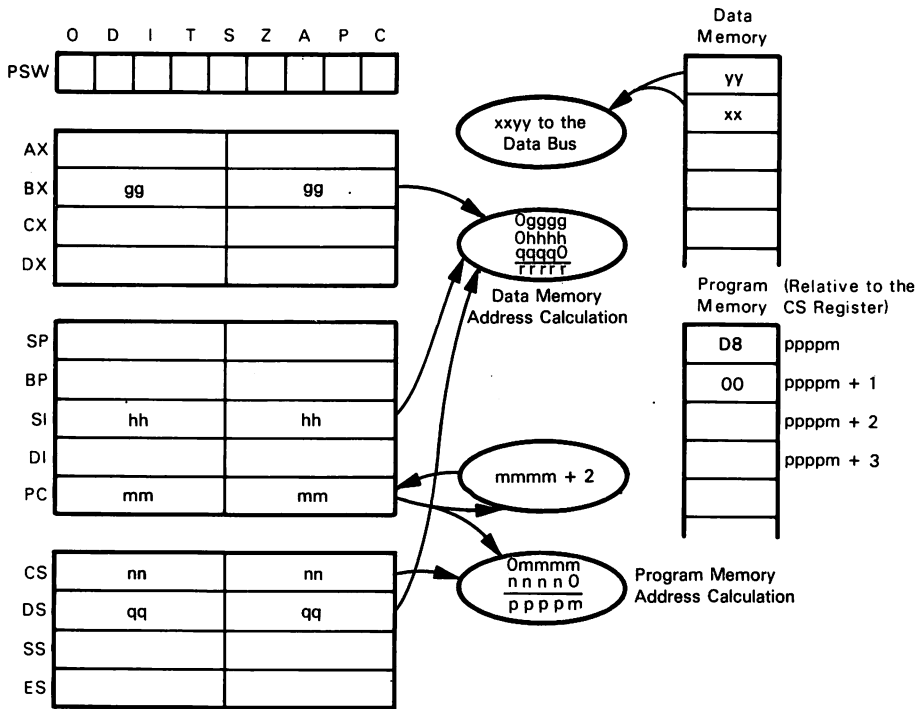 O D I T S Z A P C
PSW
AX
BX gg gg
CX
DX
SP
BP
SI hh hh
DI
PC mm mm
CS nn nn
DS qq qq
SS
ES
xxyy to the
Data Bus
0gggg
0hhhh
qqqq0
rrrrr
Data Memory
Address Calculation
mmmm + 2
0mmmm
nnnn0
ppppm
Program Memory
Address Calculation
Data
Memory
yy
xx
Program (Relative to the
Memory CS Register)
D8 ppppm
00 ppppm + 1
ppppm + 2
ppppm + 3